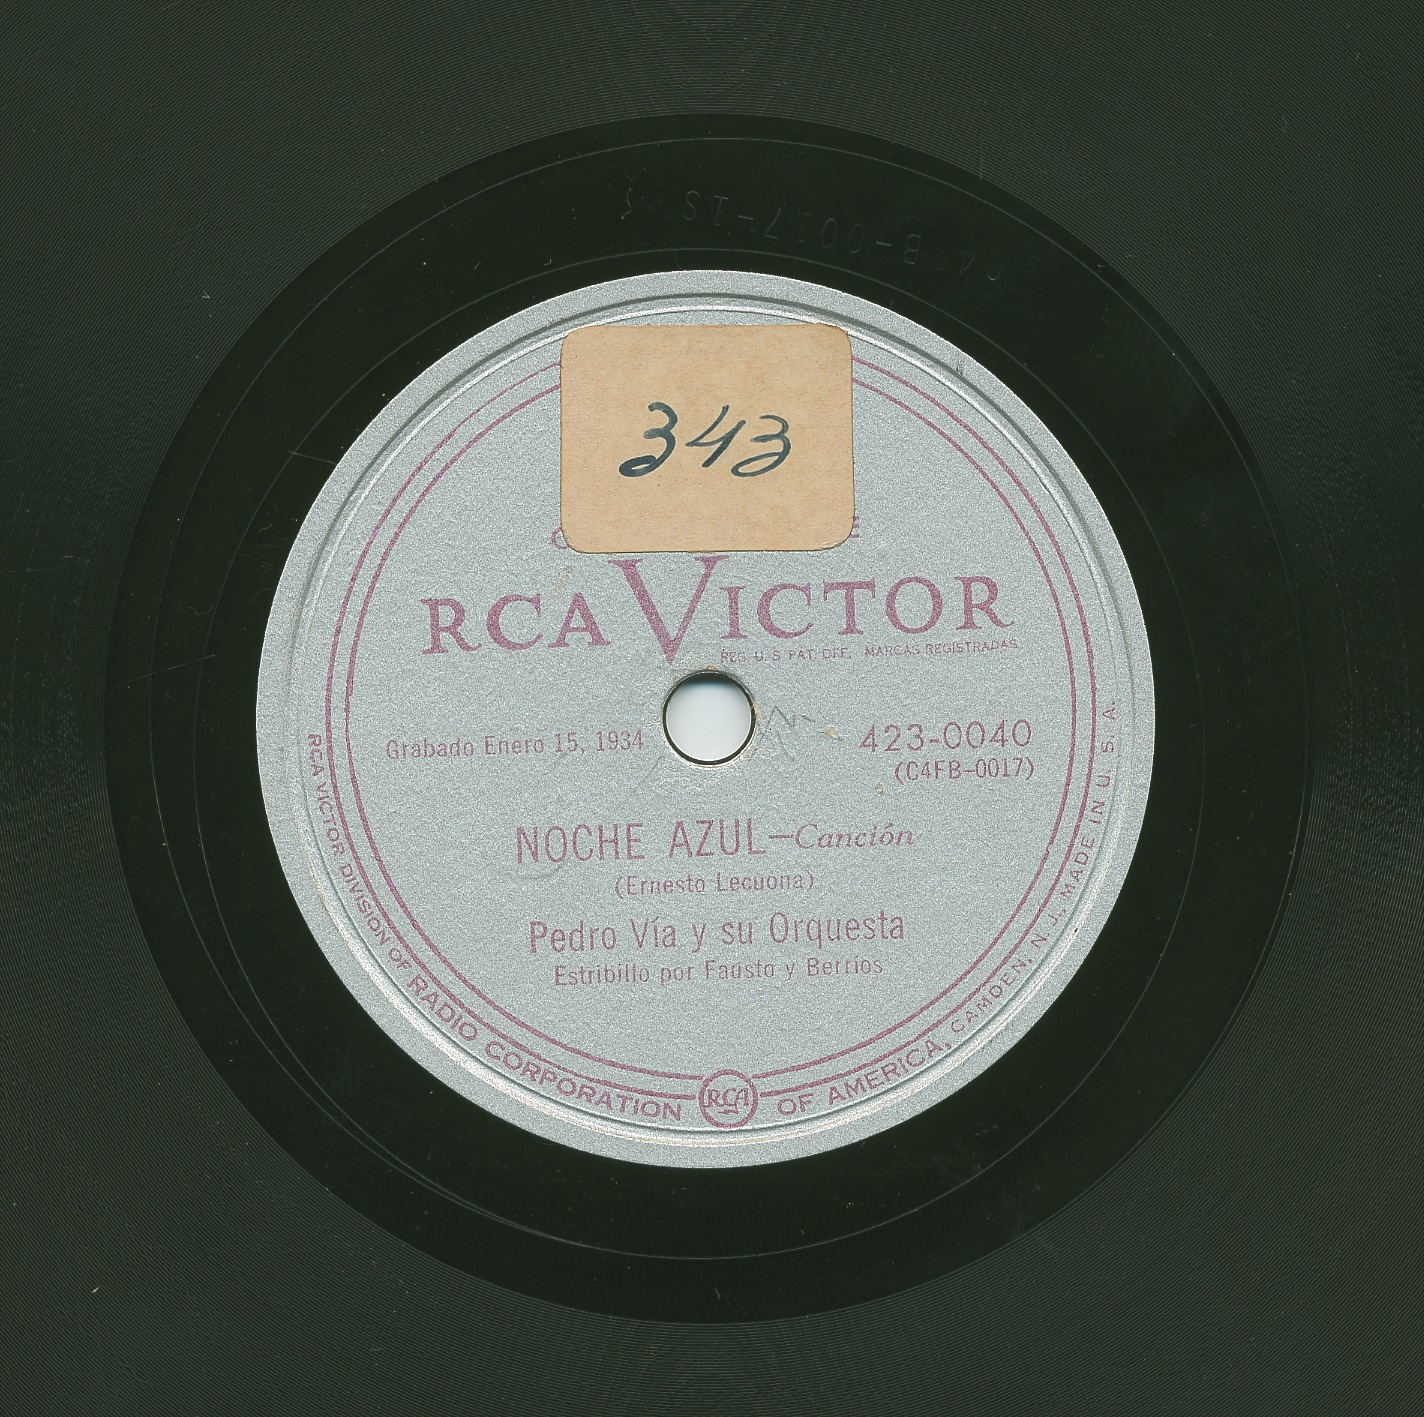 343
RCA VICTOR
REG. U. S. PAT. OFF. MARCAS REGISTRADAS
Grabado Enero 15, 1934
423-0040
(C4FB-0017)
NOCHE AZUL—Canción
(Ernesto Lecuona)
Pedro Vía y su Orquesta
Estribillo por Fausto y Berrios
RCA VICTOR DIVISION OF RADIO CORPORATION RCA OF AMERICA, CAMDEN, N. J., MADE IN U. S. A.
B-0017-1S